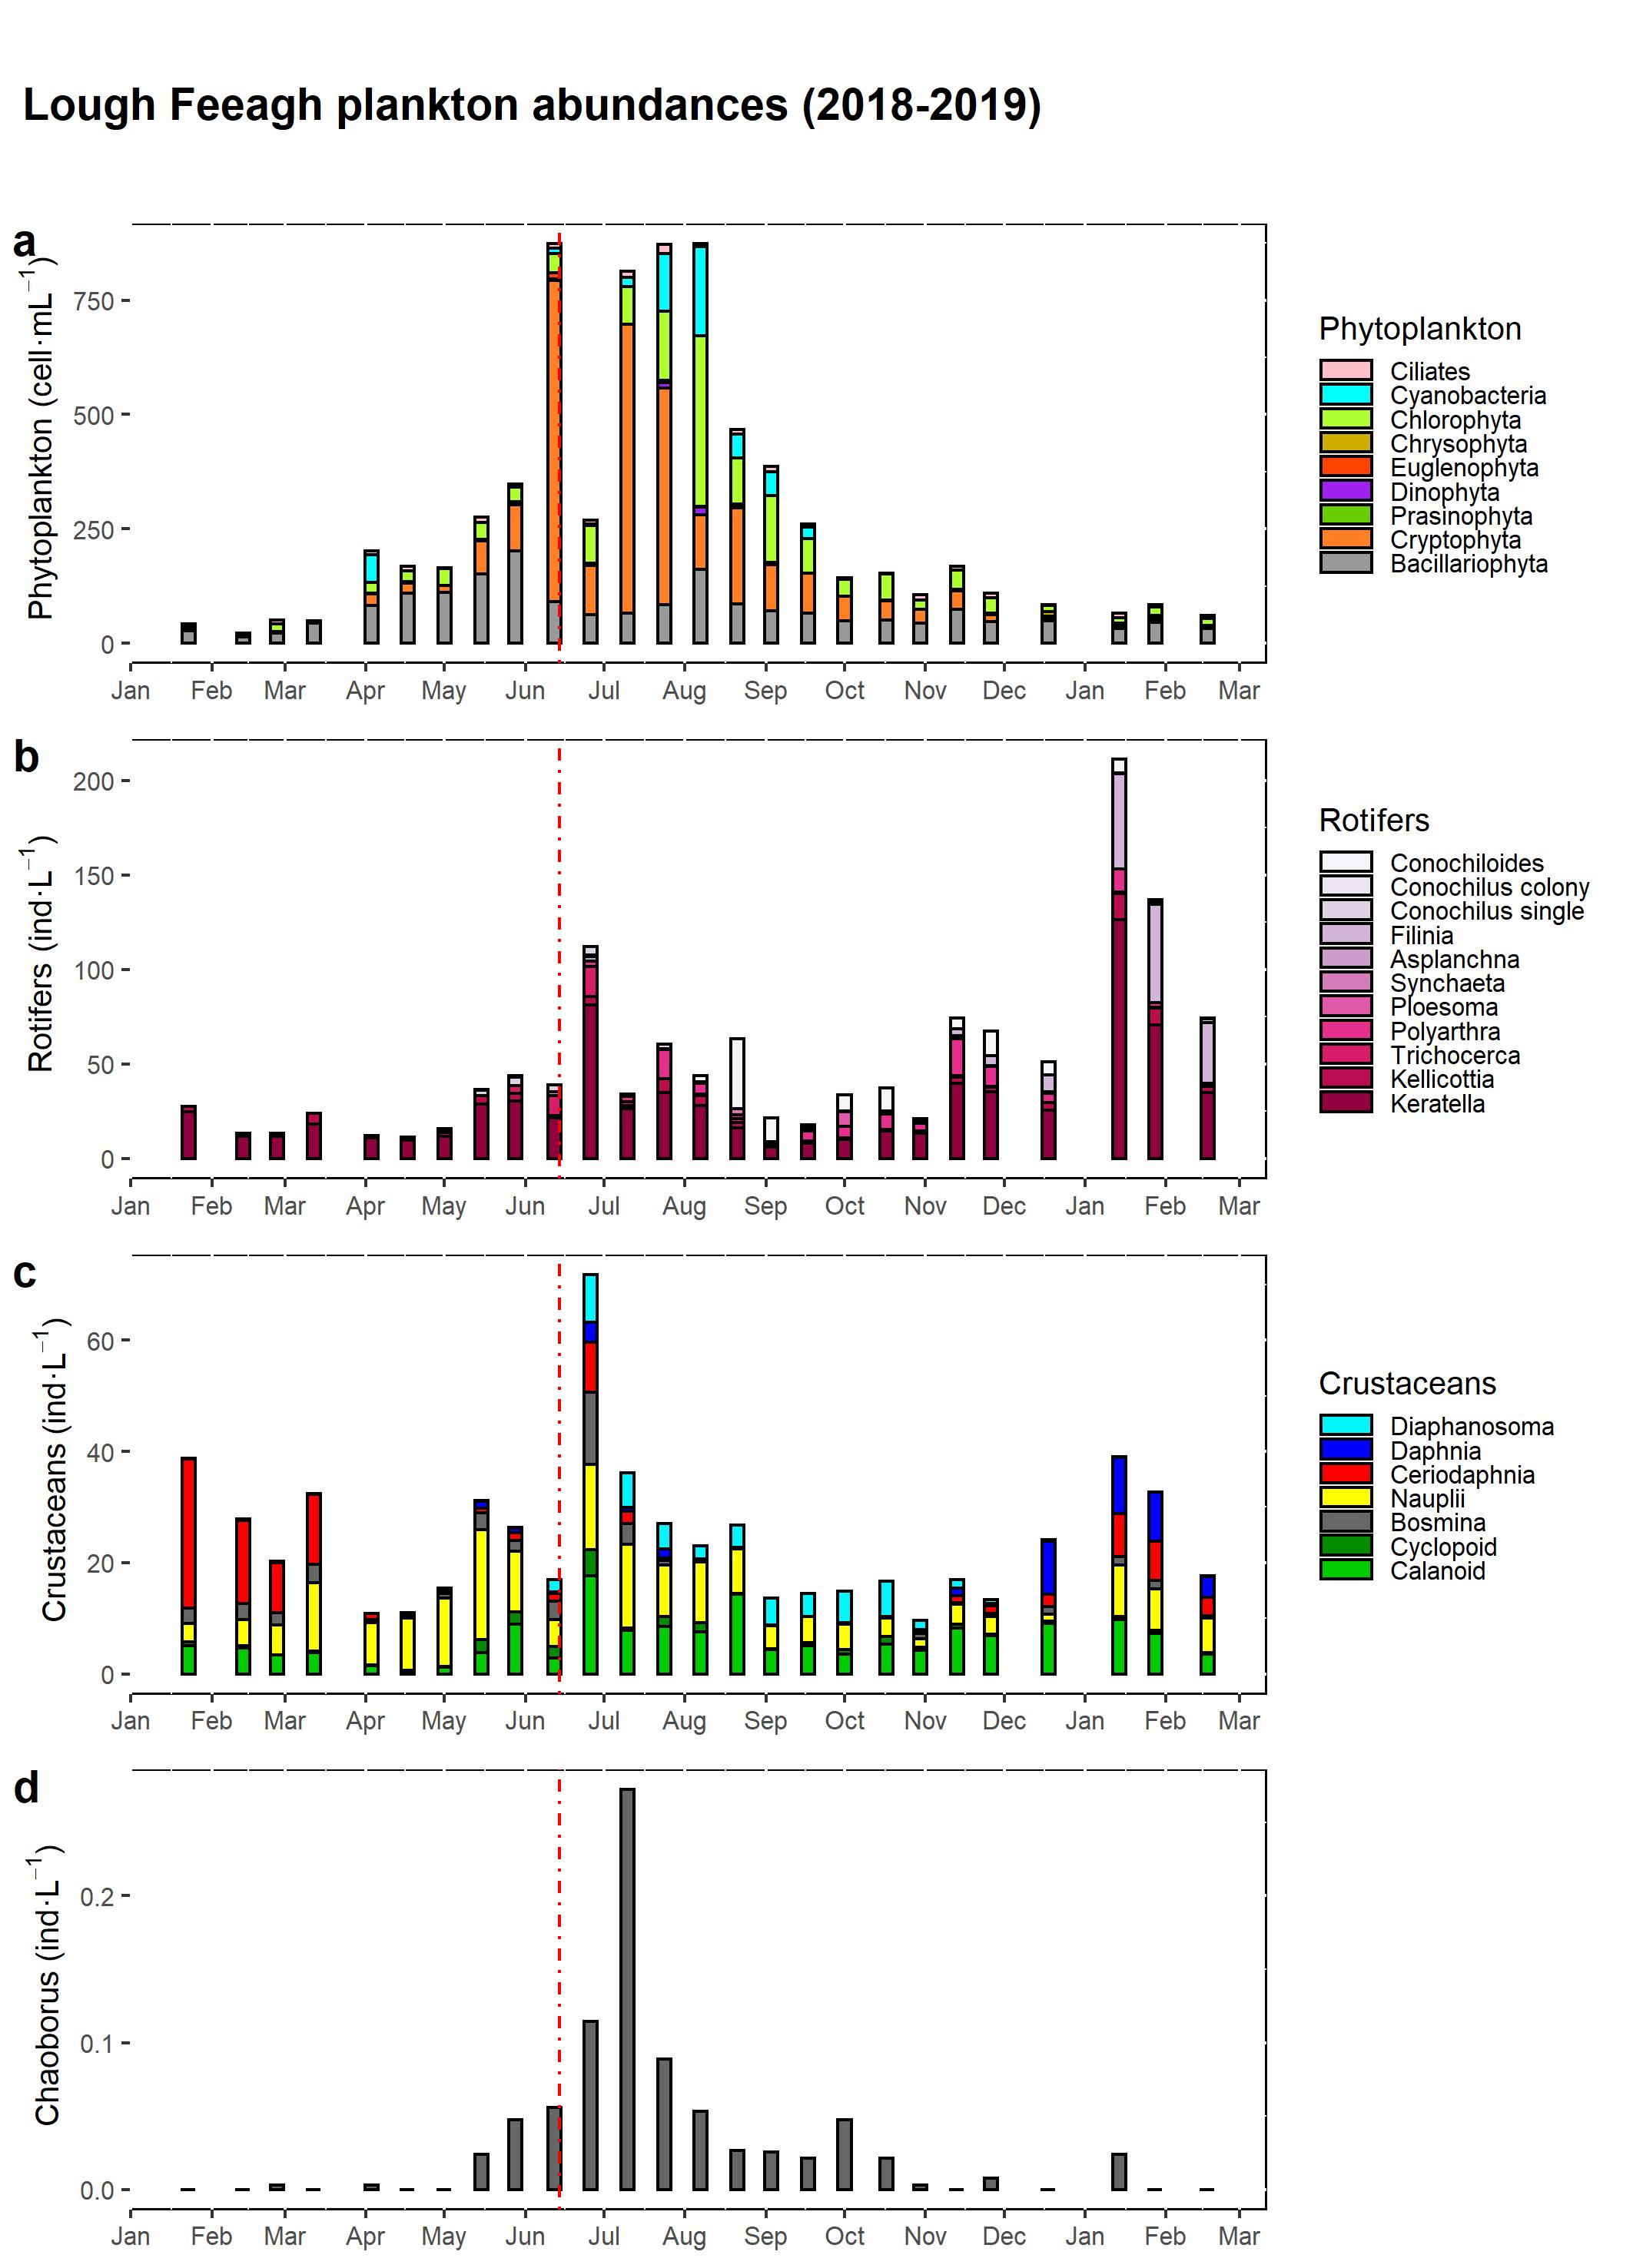 Lough Feeagh plankton abundances (2018-2019)
a
Phytoplankton (cell·mL⁻¹)
750
500
250
0
Jan Feb Mar Apr May Jun Jul Aug Sep Oct Nov Dec Jan Feb Mar
Phytoplankton
Ciliates
Cyanobacteria
Chlorophyta
Chrysophyta
Euglenophyta
Dinophyta
Prasinophyta
Cryptophyta
Bacillariophyta
b
Rotifers (ind·L⁻¹)
200
150
100
50
0
Jan Feb Mar Apr May Jun Jul Aug Sep Oct Nov Dec Jan Feb Mar
Rotifers
Conochiloides
Conochilus colony
Conochilus single
Filinia
Asplanchna
Synchaeta
Ploesoma
Polyarthra
Trichocerca
Kellicottia
Keratella
c
Crustaceans (ind·L⁻¹)
60
40
20
0
Jan Feb Mar Apr May Jun Jul Aug Sep Oct Nov Dec Jan Feb Mar
Crustaceans
Diaphanosoma
Daphnia
Ceriodaphnia
Nauplii
Bosmina
Cyclopoid
Calanoid
d
Chaoborus (ind·L⁻¹)
0.2
0.1
0.0
Jan Feb Mar Apr May Jun Jul Aug Sep Oct Nov Dec Jan Feb Mar